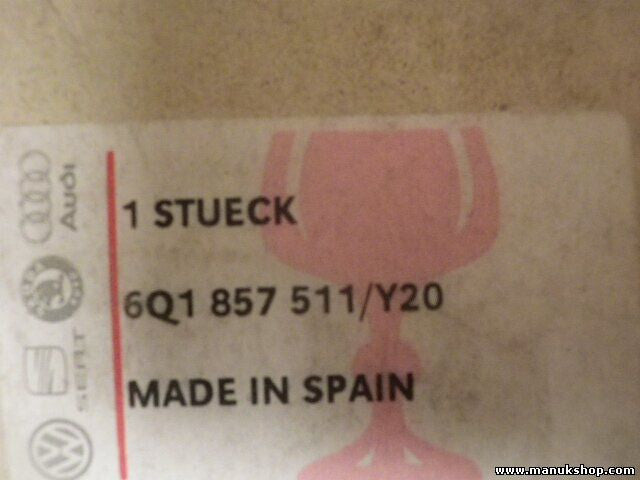 Audi
SEAT
1 STUECK
6Q1 857 511/Y20
MADE IN SPAIN
www.manukshop.com